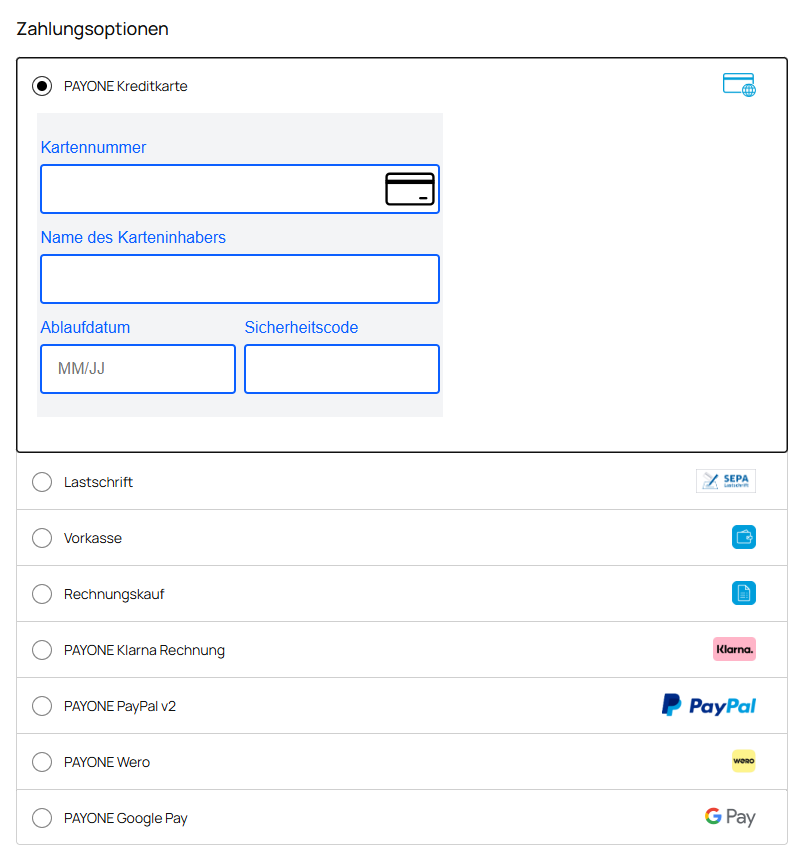 Zahlungsoptionen
PAYONE Kreditkarte
Kartennummer
Name des Karteninhabers
Ablaufdatum Sicherheitscode
MM/JJ
Lastschrift SEPA
Lastschrift
Vorkasse
Rechnungskauf
PAYONE Klarna Rechnung Klarna.
PAYONE PayPal v2 PayPal
PAYONE Wero wero
PAYONE Google Pay G Pay